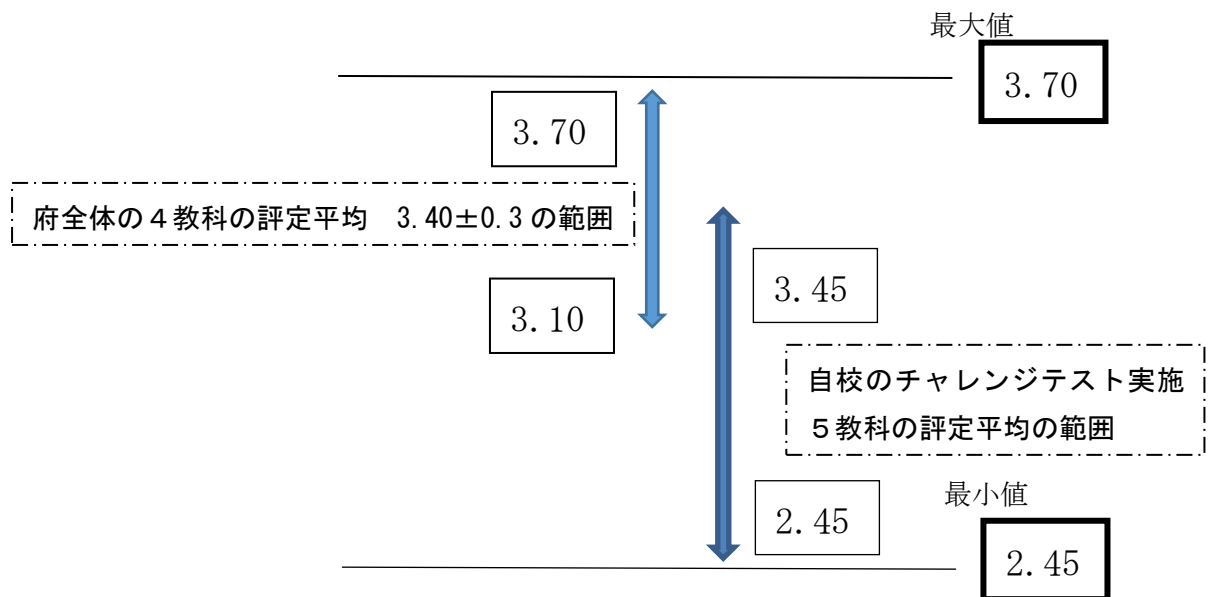 最大値
3.70
3.70
府全体の４教科の評定平均　3.40±0.3の範囲
3.10
3.45
自校のチャレンジテスト実施
５教科の評定平均の範囲
2.45
最小値
2.45